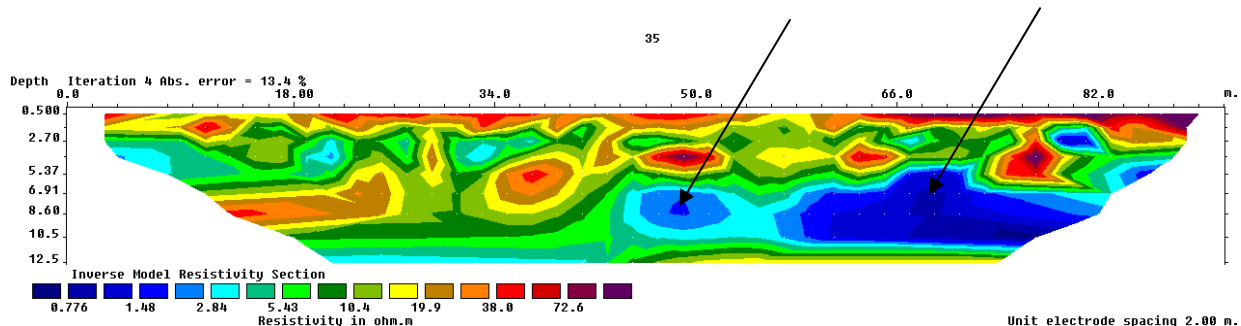 35
Depth Iteration 4 Abs. error = 13.4 %
0.0 18.00 34.0 50.0 66.0 82.0 m.
0.500
2.70
5.37
6.91
8.60
10.5
12.5
Inverse Model Resistivity Section
0.776 1.48 2.84 5.43 10.4 19.9 38.0 72.6
Resistivity in ohm.m Unit electrode spacing 2.00 m.